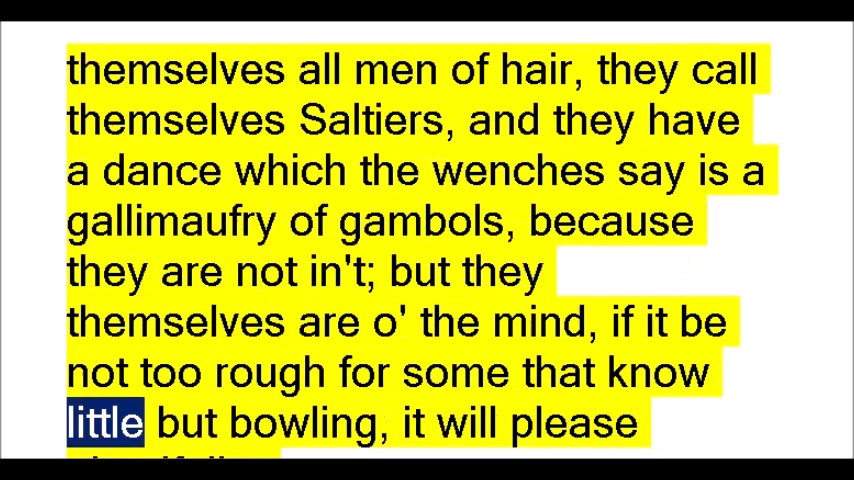 themselves all men of hair, they call
themselves Saltiers, and they have
a dance which the wenches say is a
gallimaufry of gambols, because
they are not in't; but they
themselves are o' the mind, if it be
not too rough for some that know
little but bowling, it will please